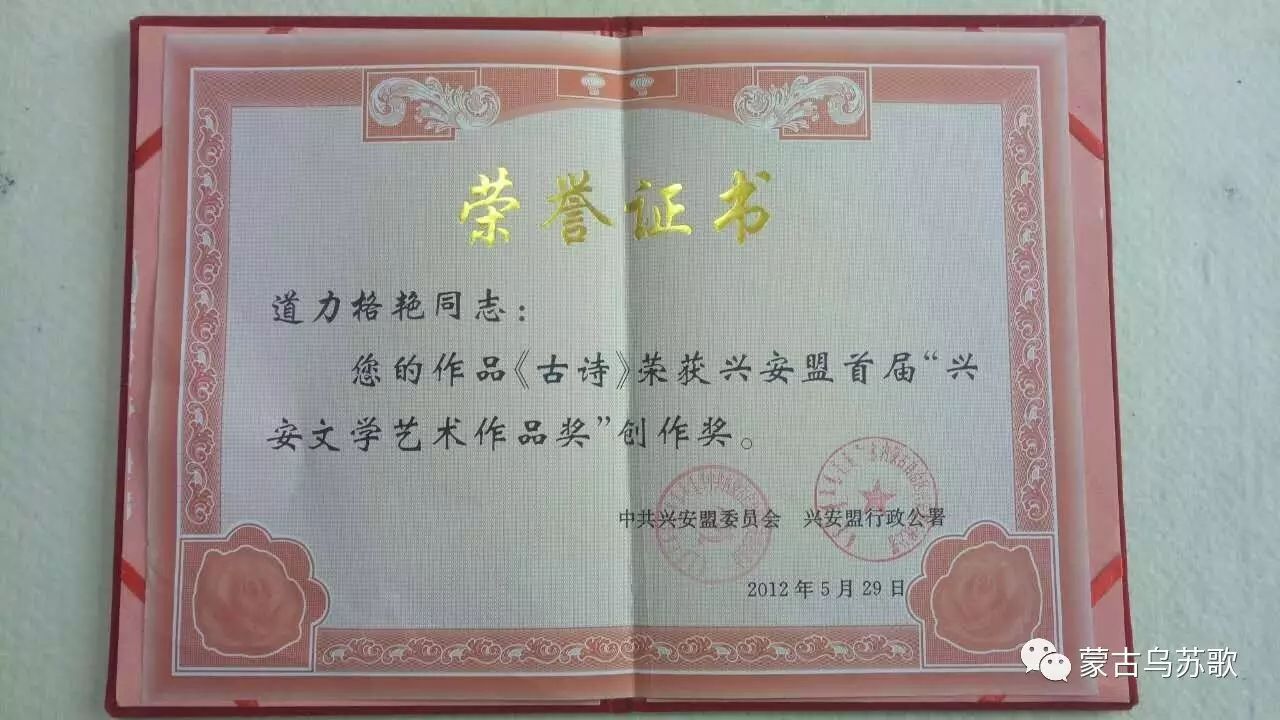 荣誉证书
道力格艳同志：
您的作品《古诗》荣获兴安盟首届“兴
安文学艺术作品奖”创作奖。
中共兴安盟委员会 兴安盟行政公署
2012年5月29日
蒙古乌苏歌